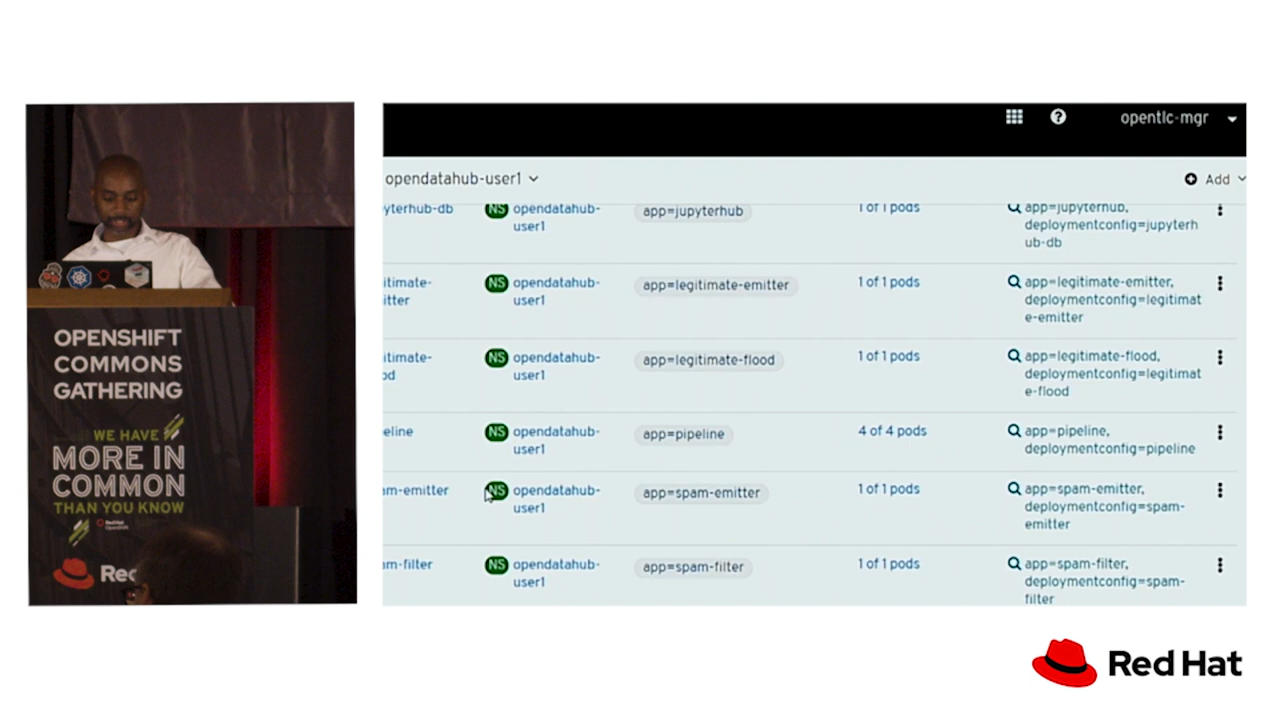 OPENSHIFT
COMMONS
GATHERING
WE HAVE
MORE IN
COMMON
THAN YOU KNOW
RedHat
OpenShift
Red
opentlc-mgr
opendatahub-user1
Add
yterhub-db
NS opendatahub-
user1
app=jupyterhub
1 of 1 pods
app=jupyterhub,
deploymentconfig=jupyterh
ub-db
itimate-
itter
NS opendatahub-
user1
app=legitimate-emitter
1 of 1 pods
app=legitimate-emitter,
deploymentconfig=legitimat
e-emitter
itimate-
od
NS opendatahub-
user1
app=legitimate-flood
1 of 1 pods
app=legitimate-flood,
deploymentconfig=legitimat
e-flood
eline
NS opendatahub-
user1
app=pipeline
4 of 4 pods
app=pipeline,
deploymentconfig=pipeline
m-emitter
NS opendatahub-
user1
app=spam-emitter
1 of 1 pods
app=spam-emitter,
deploymentconfig=spam-
emitter
m-filter
NS opendatahub-
user1
app=spam-filter
1 of 1 pods
app=spam-filter,
deploymentconfig=spam-
filter
Red Hat